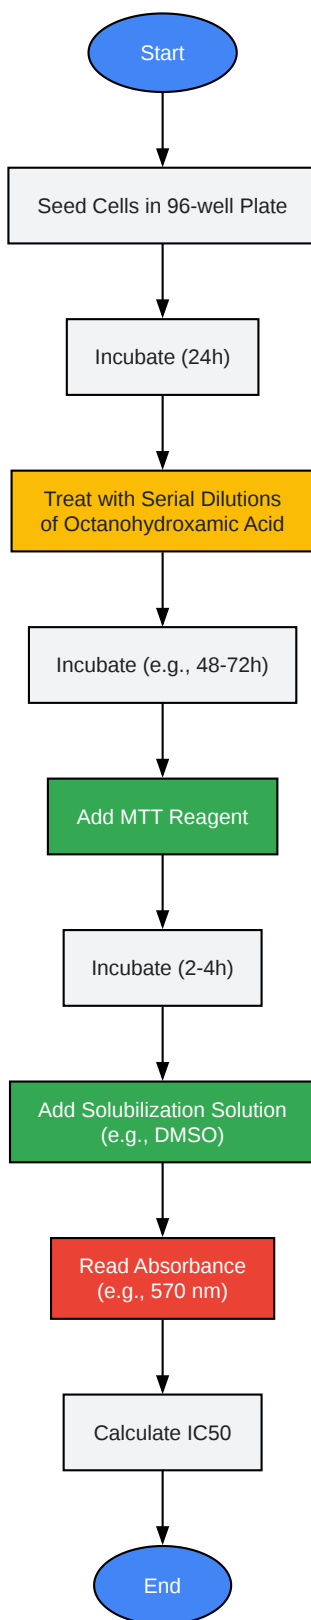 Start
Seed Cells in 96-well Plate
Incubate (24h)
Treat with Serial Dilutions
of Octanohydroxamic Acid
Incubate (e.g., 48-72h)
Add MTT Reagent
Incubate (2-4h)
Add Solubilization Solution
(e.g., DMSO)
Read Absorbance
(e.g., 570 nm)
Calculate IC50
End